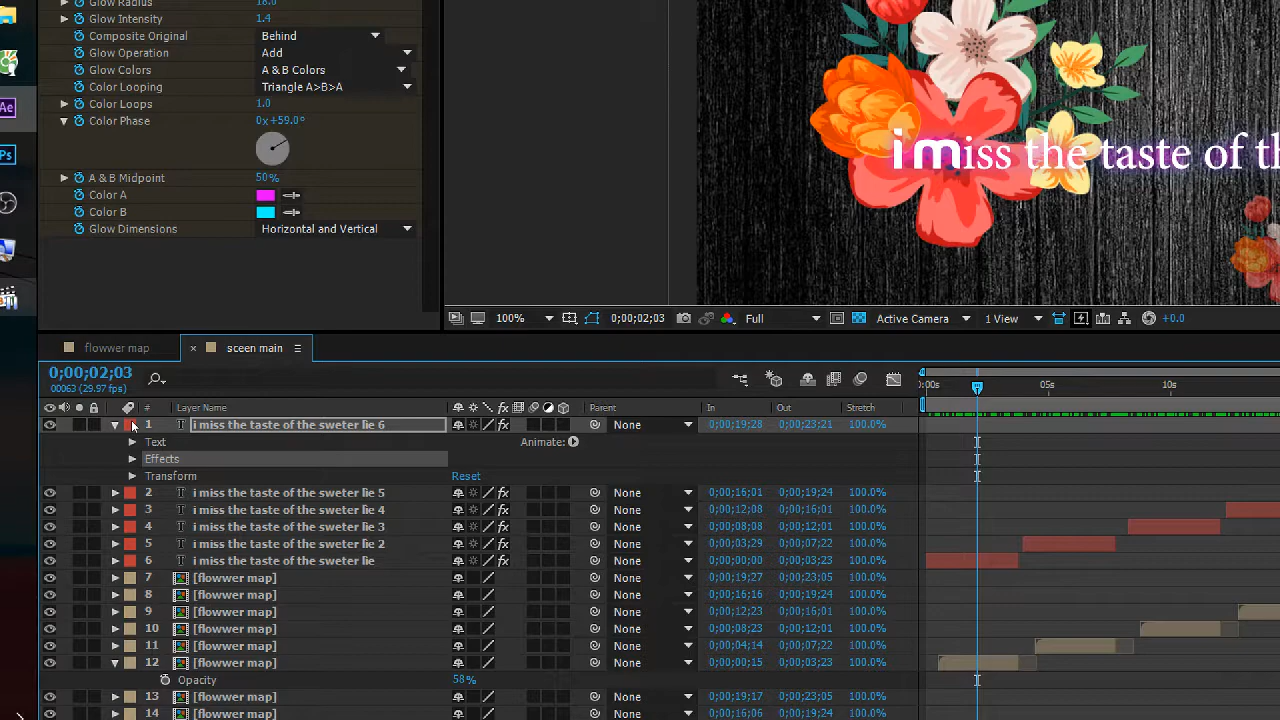 Glow Radius 18.0
Glow Intensity 1.4
Composite Original Behind
Glow Operation Add
Glow Colors A & B Colors
Color Looping Triangle A>B>A
Color Loops 1.0
Color Phase 0x+59.0°
A & B Midpoint 50%
Color A
Color B
Glow Dimensions Horizontal and Vertical
Ae
Ps
i miss the taste of th
100% 0;00;02;03 Full Active Camera 1 View +0.0
flowwer map × sceen main
0;00;02;03
00063 (29.97 fps)
:00s 05s 10s
# Layer Name Parent In Out Stretch
1 T i miss the taste of the sweter lie 6 fx None 0;00;19;28 0;00;23;21 100.0%
Text Animate:
Effects
Transform Reset
2 T i miss the taste of the sweter lie 5 fx None 0;00;16;01 0;00;19;24 100.0%
3 T i miss the taste of the sweter lie 4 fx None 0;00;12;08 0;00;16;01 100.0%
4 T i miss the taste of the sweter lie 3 fx None 0;00;08;08 0;00;12;01 100.0%
5 T i miss the taste of the sweter lie 2 fx None 0;00;03;29 0;00;07;22 100.0%
6 T i miss the taste of the sweter lie fx None 0;00;00;00 0;00;03;23 100.0%
7 [flowwer map] None 0;00;19;27 0;00;23;05 100.0%
8 [flowwer map] None 0;00;16;16 0;00;19;24 100.0%
9 [flowwer map] None 0;00;12;23 0;00;16;01 100.0%
10 [flowwer map] None 0;00;08;23 0;00;12;01 100.0%
11 [flowwer map] None 0;00;04;14 0;00;07;22 100.0%
12 [flowwer map] None 0;00;00;15 0;00;03;23 100.0%
Opacity 58%
13 [flowwer map] None 0;00;19;17 0;00;23;05 100.0%
14 [flowwer map] None 0;00;16;06 0;00;19;24 100.0%